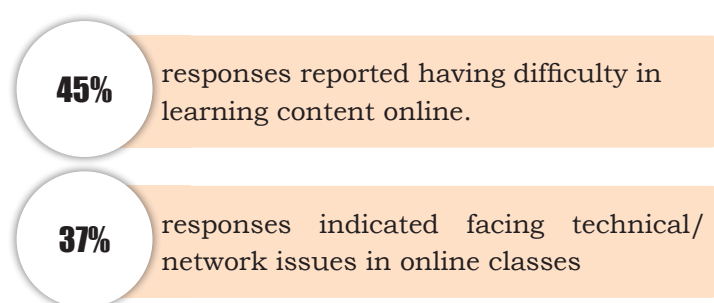 45%
responses reported having difficulty in
learning content online.
37%
responses indicated facing technical/
network issues in online classes